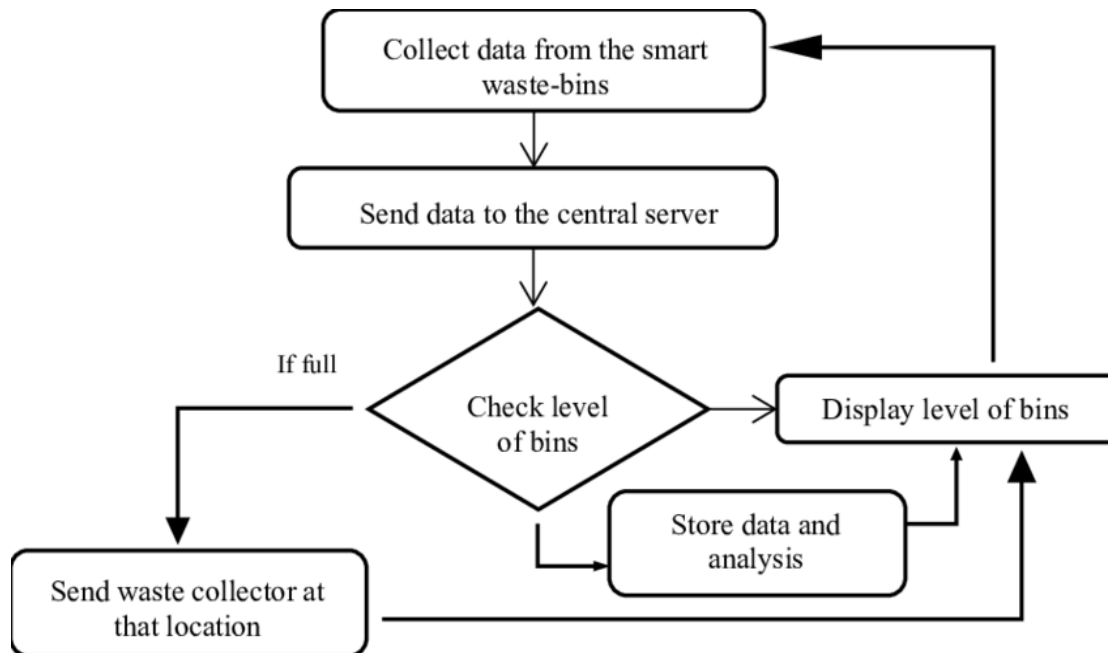 Collect data from the smart
waste-bins
Send data to the central server
If full
Check level
of bins
Display level of bins
Store data and
analysis
Send waste collector at
that location